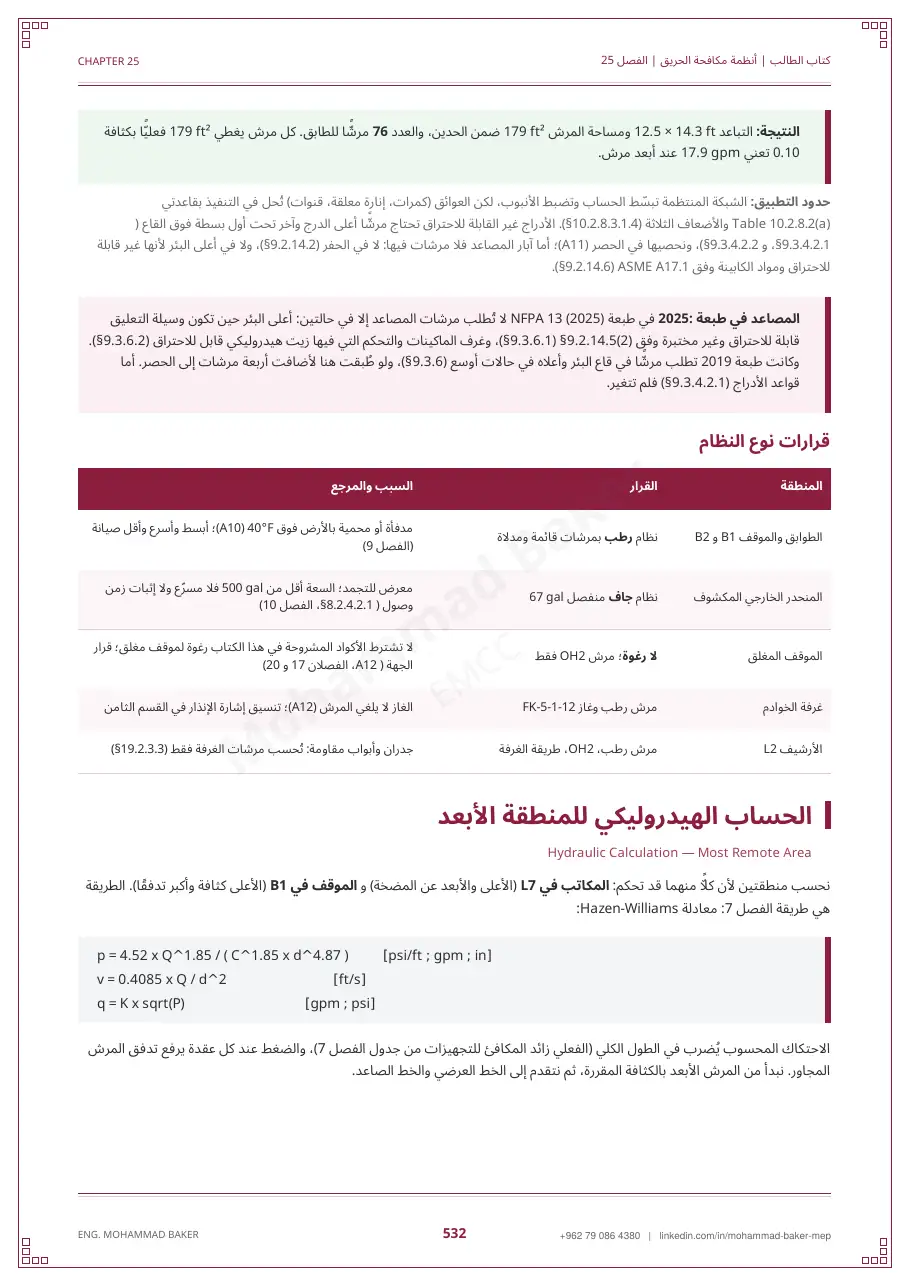 كتاب الطالب | أنظمة مكافحة الحريق | الفصل 25
CHAPTER 25
النتيجة: التباعد 12.5 × 14.3 ft ومساحة المرش 179 ft² ضمن الحدين، والعدد 76 مرشًّا للطابق. كل مرش يغطي 179 ft² فعليًّا بكثافة
0.10 تعني 17.9 gpm عند أبعد مرش.
حدود التطبيق: الشبكة المنتظمة تبسّط الحساب وتضبط الأنبوب، لكن العوائق (كمرات، إنارة معلقة، قنوات) تُحل في التنفيذ بقاعدتي
Table 10.2.8.2(a) والأضعاف الثلاثة (§10.2.8.3.1.4). الأدراج غير القابلة للاحتراق تحتاج مرشًّا أعلى الدرج وآخر تحت أول بسطة فوق القاع (
§9.3.4.2.1، و §9.3.4.2.2)، ونحصيها في الحصر (A11)؛ أما آبار المصاعد فلا مرشات فيها: لا في الحفر (§9.2.14.2)، ولا في أعلى البئر لأنها غير قابلة
للاحتراق ومواد الكابينة وفق ASME A17.1 (§9.2.14.6).
المصاعد في طبعة 2025: في طبعة NFPA 13 (2025) لا تُطلب مرشات المصاعد إلا في حالتين: أعلى البئر حين تكون وسيلة التعليق
قابلة للاحتراق وغير مختبرة وفق §9.2.14.5(2) (§9.3.6.1)، وغرف الماكينات والتحكم التي فيها زيت هيدروليكي قابل للاحتراق (§9.3.6.2).
وكانت طبعة 2019 تطلب مرشًّا في قاع البئر وأعلاه في حالات أوسع (§9.3.6)، ولو طُبقت هنا لأضافت أربعة مرشات إلى الحصر. أما
قواعد الأدراج (§9.3.4.2.1) فلم تتغير.
قرارات نوع النظام
المنطقة القرار السبب والمرجع
الطوابق والموقف B1 و B2 نظام رطب بمرشات قائمة ومدلاة مدفأة أو محمية بالأرض فوق 40°F (A10)؛ أبسط وأسرع وأقل صيانة
(الفصل 9)
المنحدر الخارجي المكشوف نظام جاف منفصل 67 gal معرض للتجمد؛ السعة أقل من 500 gal فلا مسرّع ولا إثبات زمن
وصول ( §8.2.4.2.1، الفصل 10)
الموقف المغلق لا رغوة؛ مرش OH2 فقط لا تشترط الأكواد المشروحة في هذا الكتاب رغوة لموقف مغلق؛ قرار
الجهة ( A12، الفصلان 17 و 20)
غرفة الخوادم مرش رطب وغاز FK-5-1-12 الغاز لا يلغي المرش (A12)؛ تنسيق إشارة الإنذار في القسم الثامن
الأرشيف L2 مرش رطب، OH2، طريقة الغرفة جدران وأبواب مقاومة: تُحسب مرشات الغرفة فقط (§19.2.3.3)
Mohammad Baker
EMCC
الحساب الهيدروليكي للمنطقة الأبعد
Hydraulic Calculation — Most Remote Area
نحسب منطقتين لأن كلاًّ منهما قد تحكم: المكاتب في L7 (الأعلى والأبعد عن المضخة) و الموقف في B1 (الأعلى كثافة وأكبر تدفقًا). الطريقة
هي طريقة الفصل 7: معادلة Hazen-Williams:
p = 4.52 x Q^1.85 / ( C^1.85 x d^4.87 ) [psi/ft ; gpm ; in]
v = 0.4085 x Q / d^2 [ft/s]
q = K x sqrt(P) [gpm ; psi]
الاحتكاك المحسوب يُضرب في الطول الكلي (الفعلي زائد المكافئ للتجهيزات من جدول الفصل 7)، والضغط عند كل عقدة يرفع تدفق المرش
المجاور. نبدأ من المرش الأبعد بالكثافة المقررة، ثم نتقدم إلى الخط العرضي والخط الصاعد.
ENG. MOHAMMAD BAKER
532
+962 79 086 4380 | linkedin.com/in/mohammad-baker-mep